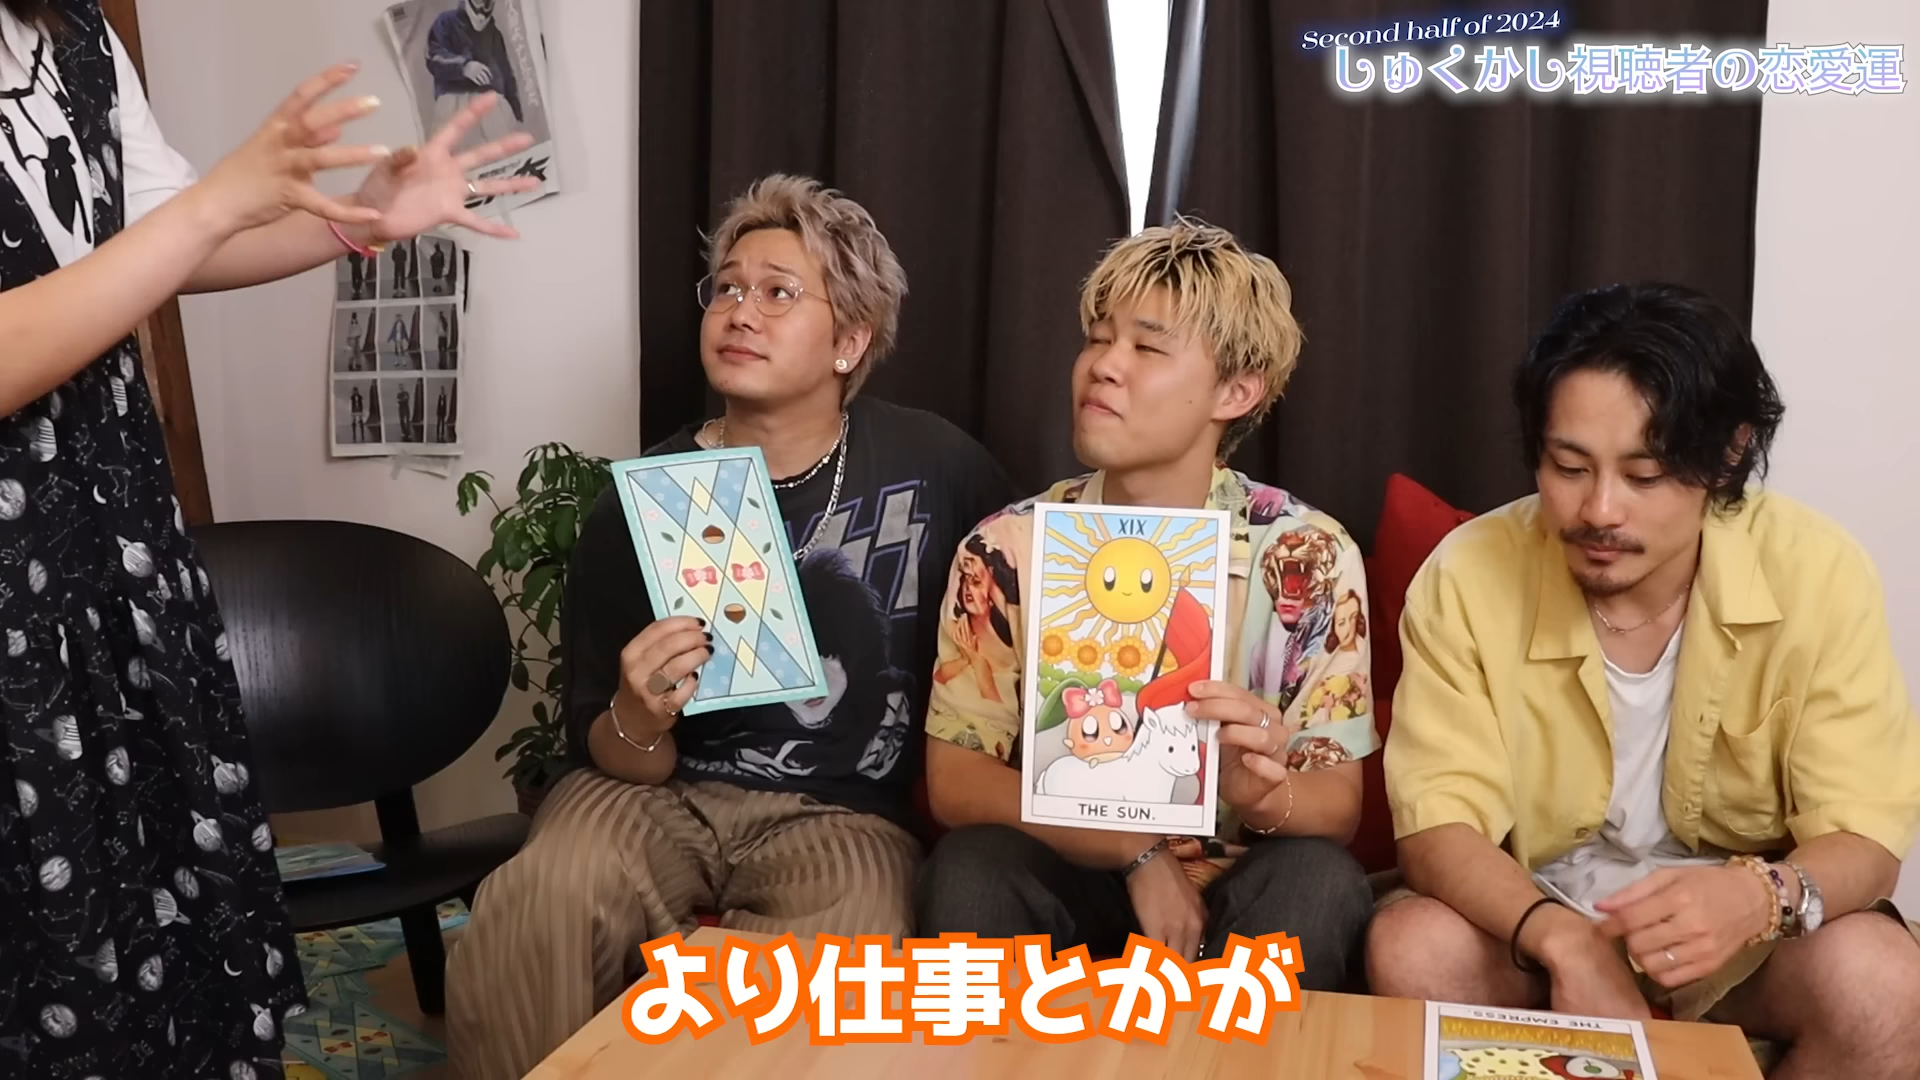 Second half of 2024
しゅくかし視聴者の恋愛運
XIX
THE SUN.
THE EMPRESS.
より仕事とかが